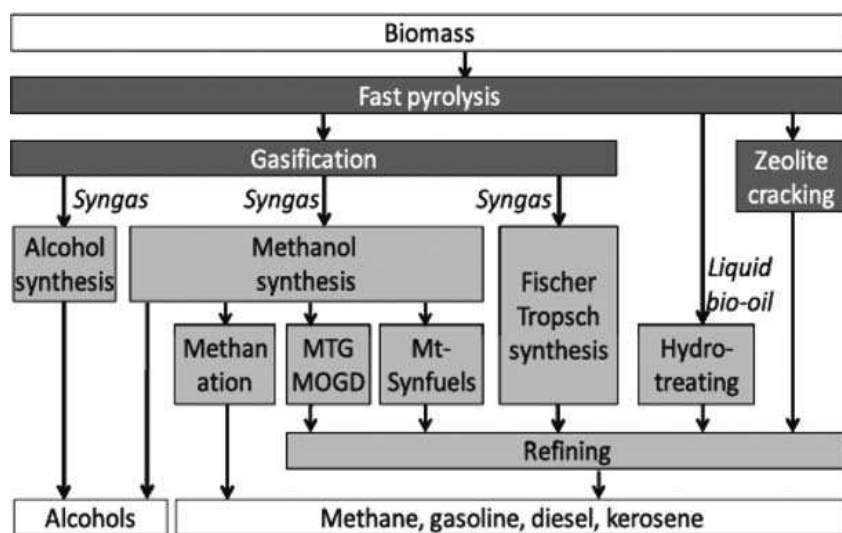 Biomass
Fast pyrolysis
Gasification
Zeolite
cracking
Syngas
Syngas
Syngas
Alcohol
synthesis
Methanol
synthesis
Fischer
Tropsch
synthesis
Liquid
bio-oil
Methan
ation
MTG
MOGD
Mt-
Synfuels
Hydro-
treating
Refining
Alcohols
Methane, gasoline, diesel, kerosene